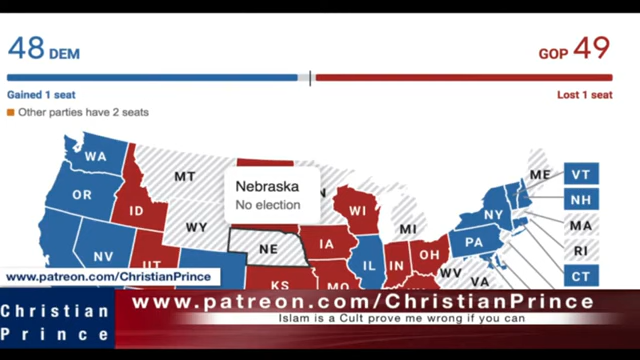 48 DEM
GOP 49
Gained 1 seat
Lost 1 seat
Other parties have 2 seats
WA
MT
ME
VT
OR
ID
Nebraska
No election
WI
NH
WY
MI
NY
MA
NV
UT
NE
IA
IL
IN
OH
PA
RI
WV
VA
CT
KS
MO
www.patreon.com/ChristianPrince
www.patreon.com/ChristianPrince
Christian
Prince
Islam is a Cult prove me wrong if you can